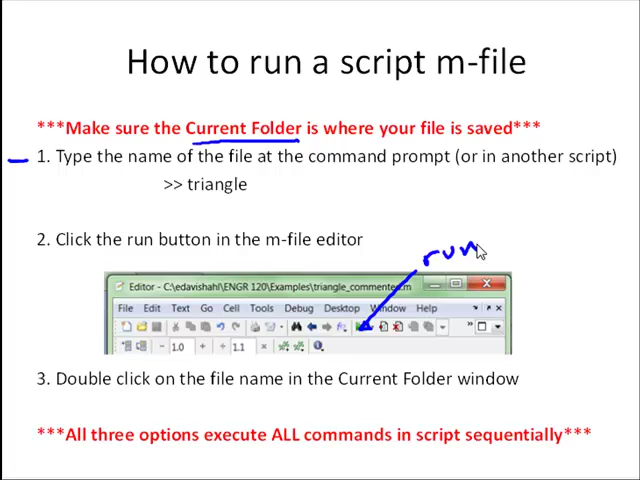 How to run a script m-file
***Make sure the Current Folder is where your file is saved***
1. Type the name of the file at the command prompt (or in another script)
>> triangle
2. Click the run button in the m-file editor
run
Editor - C:\edavishahl\ENGR 120\Examples\triangle_commented.m
File Edit Text Go Cell Tools Debug Desktop Window Help
1.0 1.1
3. Double click on the file name in the Current Folder window
***All three options execute ALL commands in script sequentially***